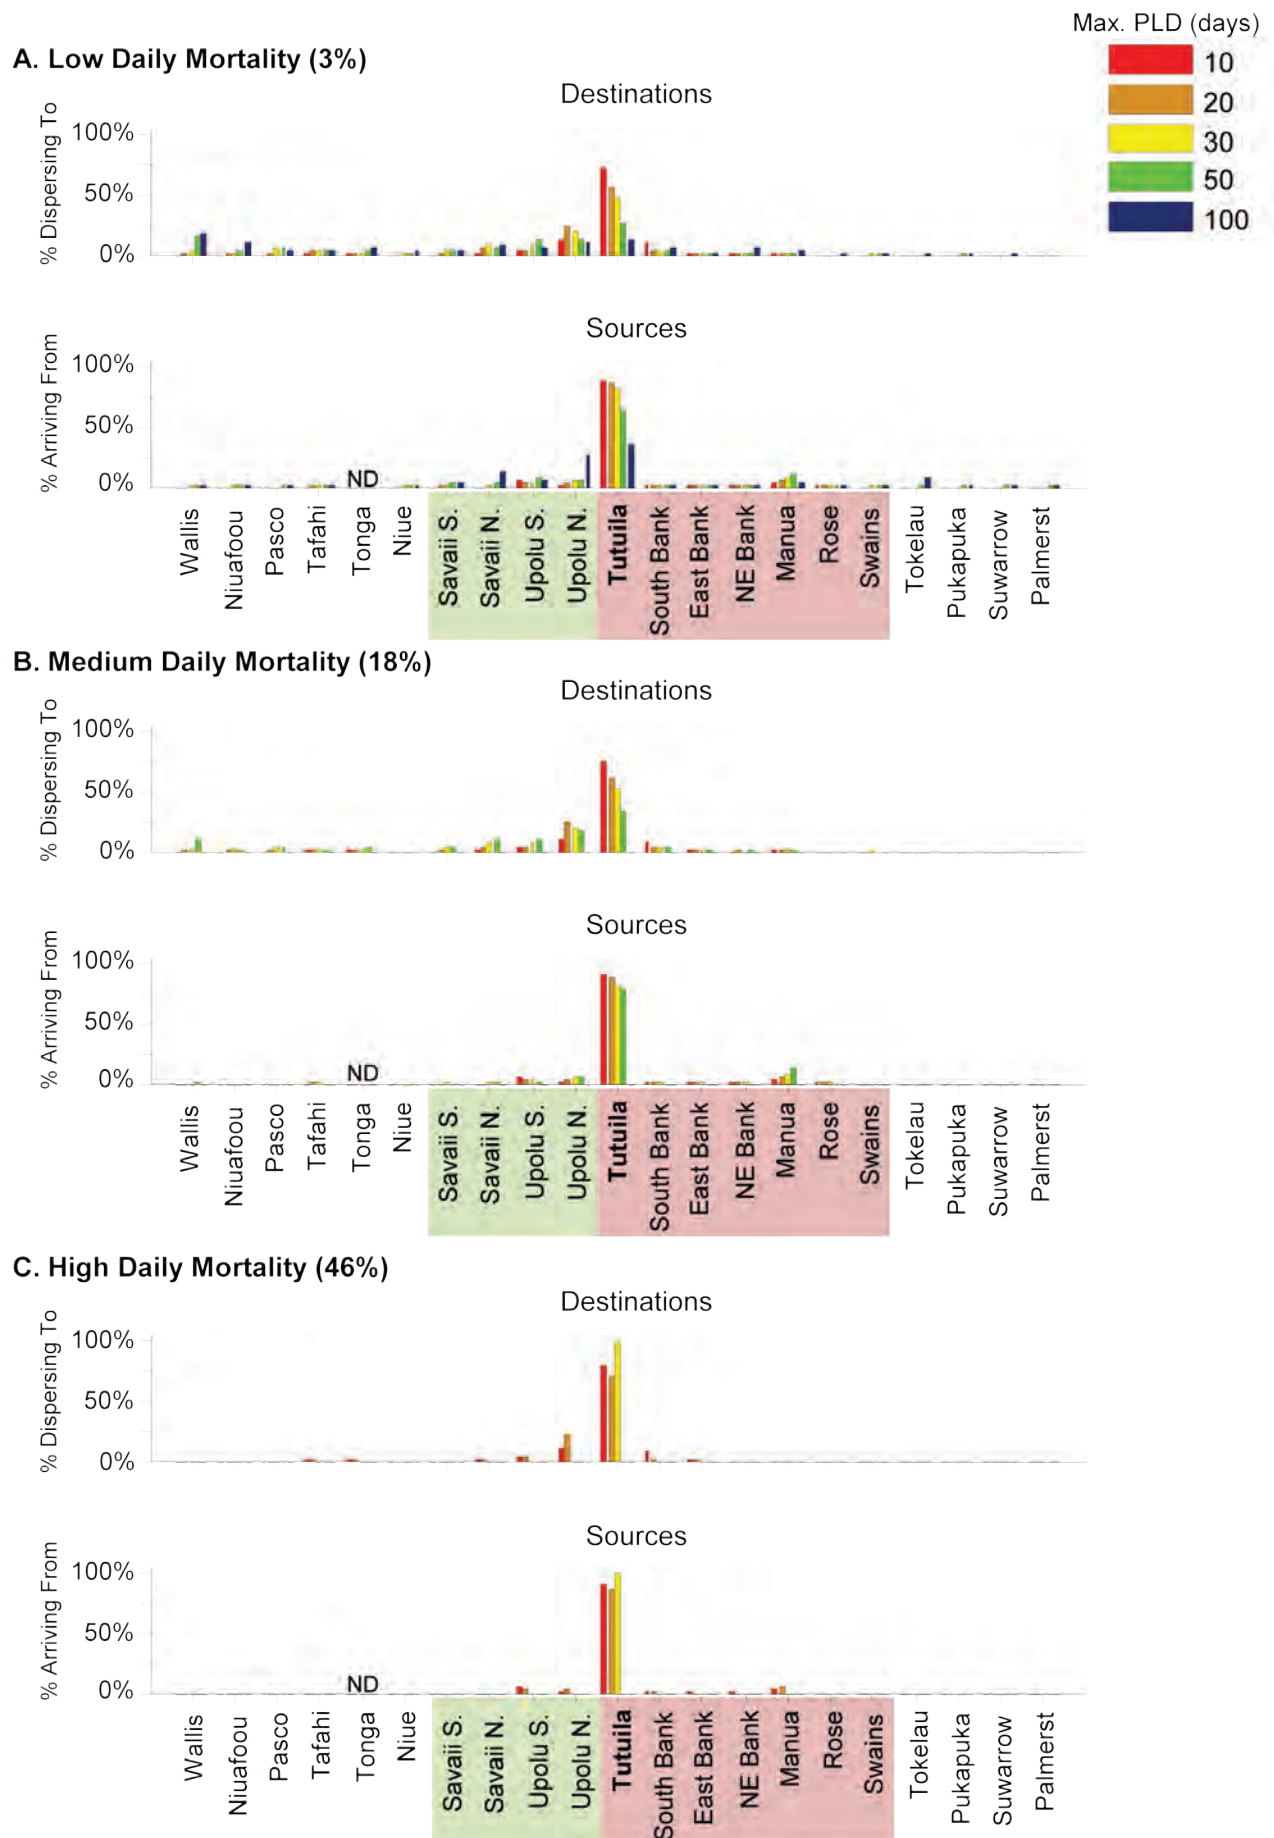 Max. PLD (days)
10
20
30
50
100
A. Low Daily Mortality (3%)
Destinations
% Dispersing To
100%
50%
0%
Sources
% Arriving From
100%
50%
0%
ND
Wallis
Niuafoou
Pasco
Tafahi
Tonga
Niue
Savaii S.
Savaii N.
Upolu S.
Upolu N.
Tutuila
South Bank
East Bank
NE Bank
Manua
Rose
Swains
Tokelau
Pukapuka
Suwarrow
Palmerst
B. Medium Daily Mortality (18%)
Destinations
% Dispersing To
100%
50%
0%
Sources
% Arriving From
100%
50%
0%
ND
Wallis
Niuafoou
Pasco
Tafahi
Tonga
Niue
Savaii S.
Savaii N.
Upolu S.
Upolu N.
Tutuila
South Bank
East Bank
NE Bank
Manua
Rose
Swains
Tokelau
Pukapuka
Suwarrow
Palmerst
C. High Daily Mortality (46%)
Destinations
% Dispersing To
100%
50%
0%
Sources
% Arriving From
100%
50%
0%
ND
Wallis
Niuafoou
Pasco
Tafahi
Tonga
Niue
Savaii S.
Savaii N.
Upolu S.
Upolu N.
Tutuila
South Bank
East Bank
NE Bank
Manua
Rose
Swains
Tokelau
Pukapuka
Suwarrow
Palmerst